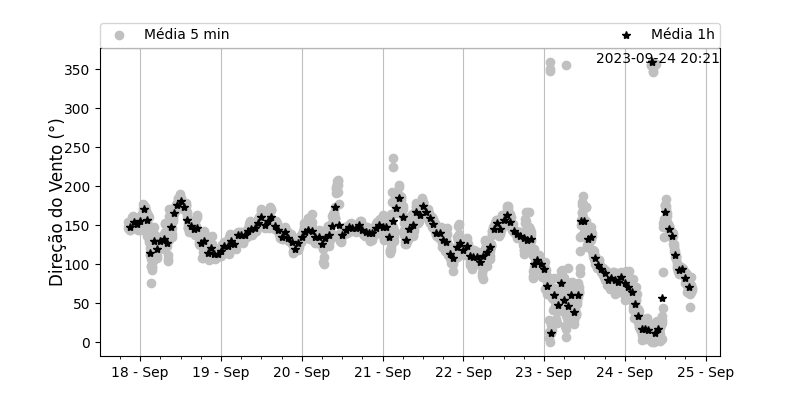 Média 5 min
Média 1h
2023-09-24 20:21
Direção do Vento (°)
350
300
250
200
150
100
50
0
18 - Sep
19 - Sep
20 - Sep
21 - Sep
22 - Sep
23 - Sep
24 - Sep
25 - Sep